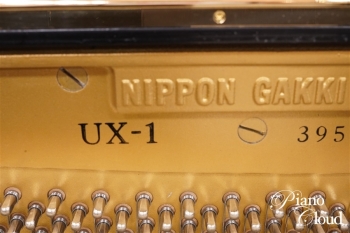 NIPPON GAKKI
UX-1 395
Piano
Cloud